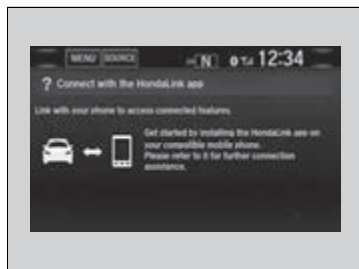 MENU SOURCE N 12:34
? Connect with the HondaLink app
Link with your phone to access connected features.
Get started by installing the HondaLink app on
your compatible mobile phone.
Please refer to it for further connection
assistance.